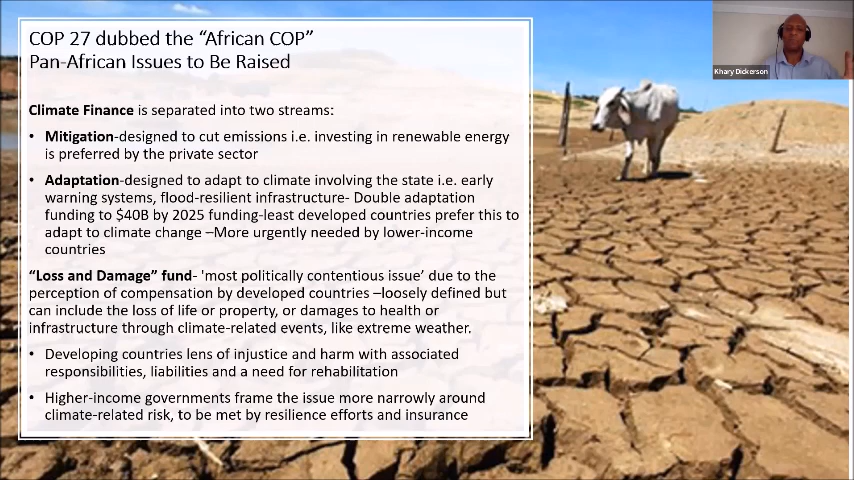 COP 27 dubbed the “African COP”
Pan-African Issues to Be Raised
Khary Dickerson
Climate Finance is separated into two streams:
• Mitigation-designed to cut emissions i.e. investing in renewable energy
is preferred by the private sector
• Adaptation-designed to adapt to climate involving the state i.e. early
warning systems, flood-resilient infrastructure- Double adaptation
funding to $40B by 2025 funding-least developed countries prefer this to
adapt to climate change –More urgently needed by lower-income
countries
“Loss and Damage” fund- 'most politically contentious issue’ due to the
perception of compensation by developed countries –loosely defined but
can include the loss of life or property, or damages to health or
infrastructure through climate-related events, like extreme weather.
• Developing countries lens of injustice and harm with associated
responsibilities, liabilities and a need for rehabilitation
• Higher-income governments frame the issue more narrowly around
climate-related risk, to be met by resilience efforts and insurance